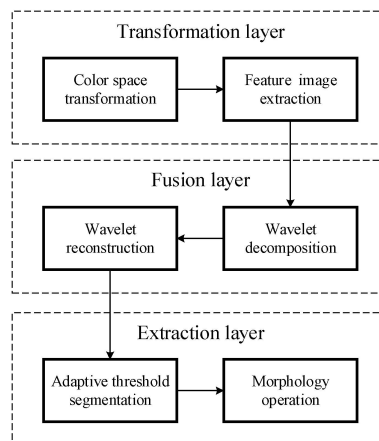 Transformation layer
Color space
transformation
Feature image
extraction
Fusion layer
Wavelet
reconstruction
Wavelet
decomposition
Extraction layer
Adaptive threshold
segmentation
Morphology
operation